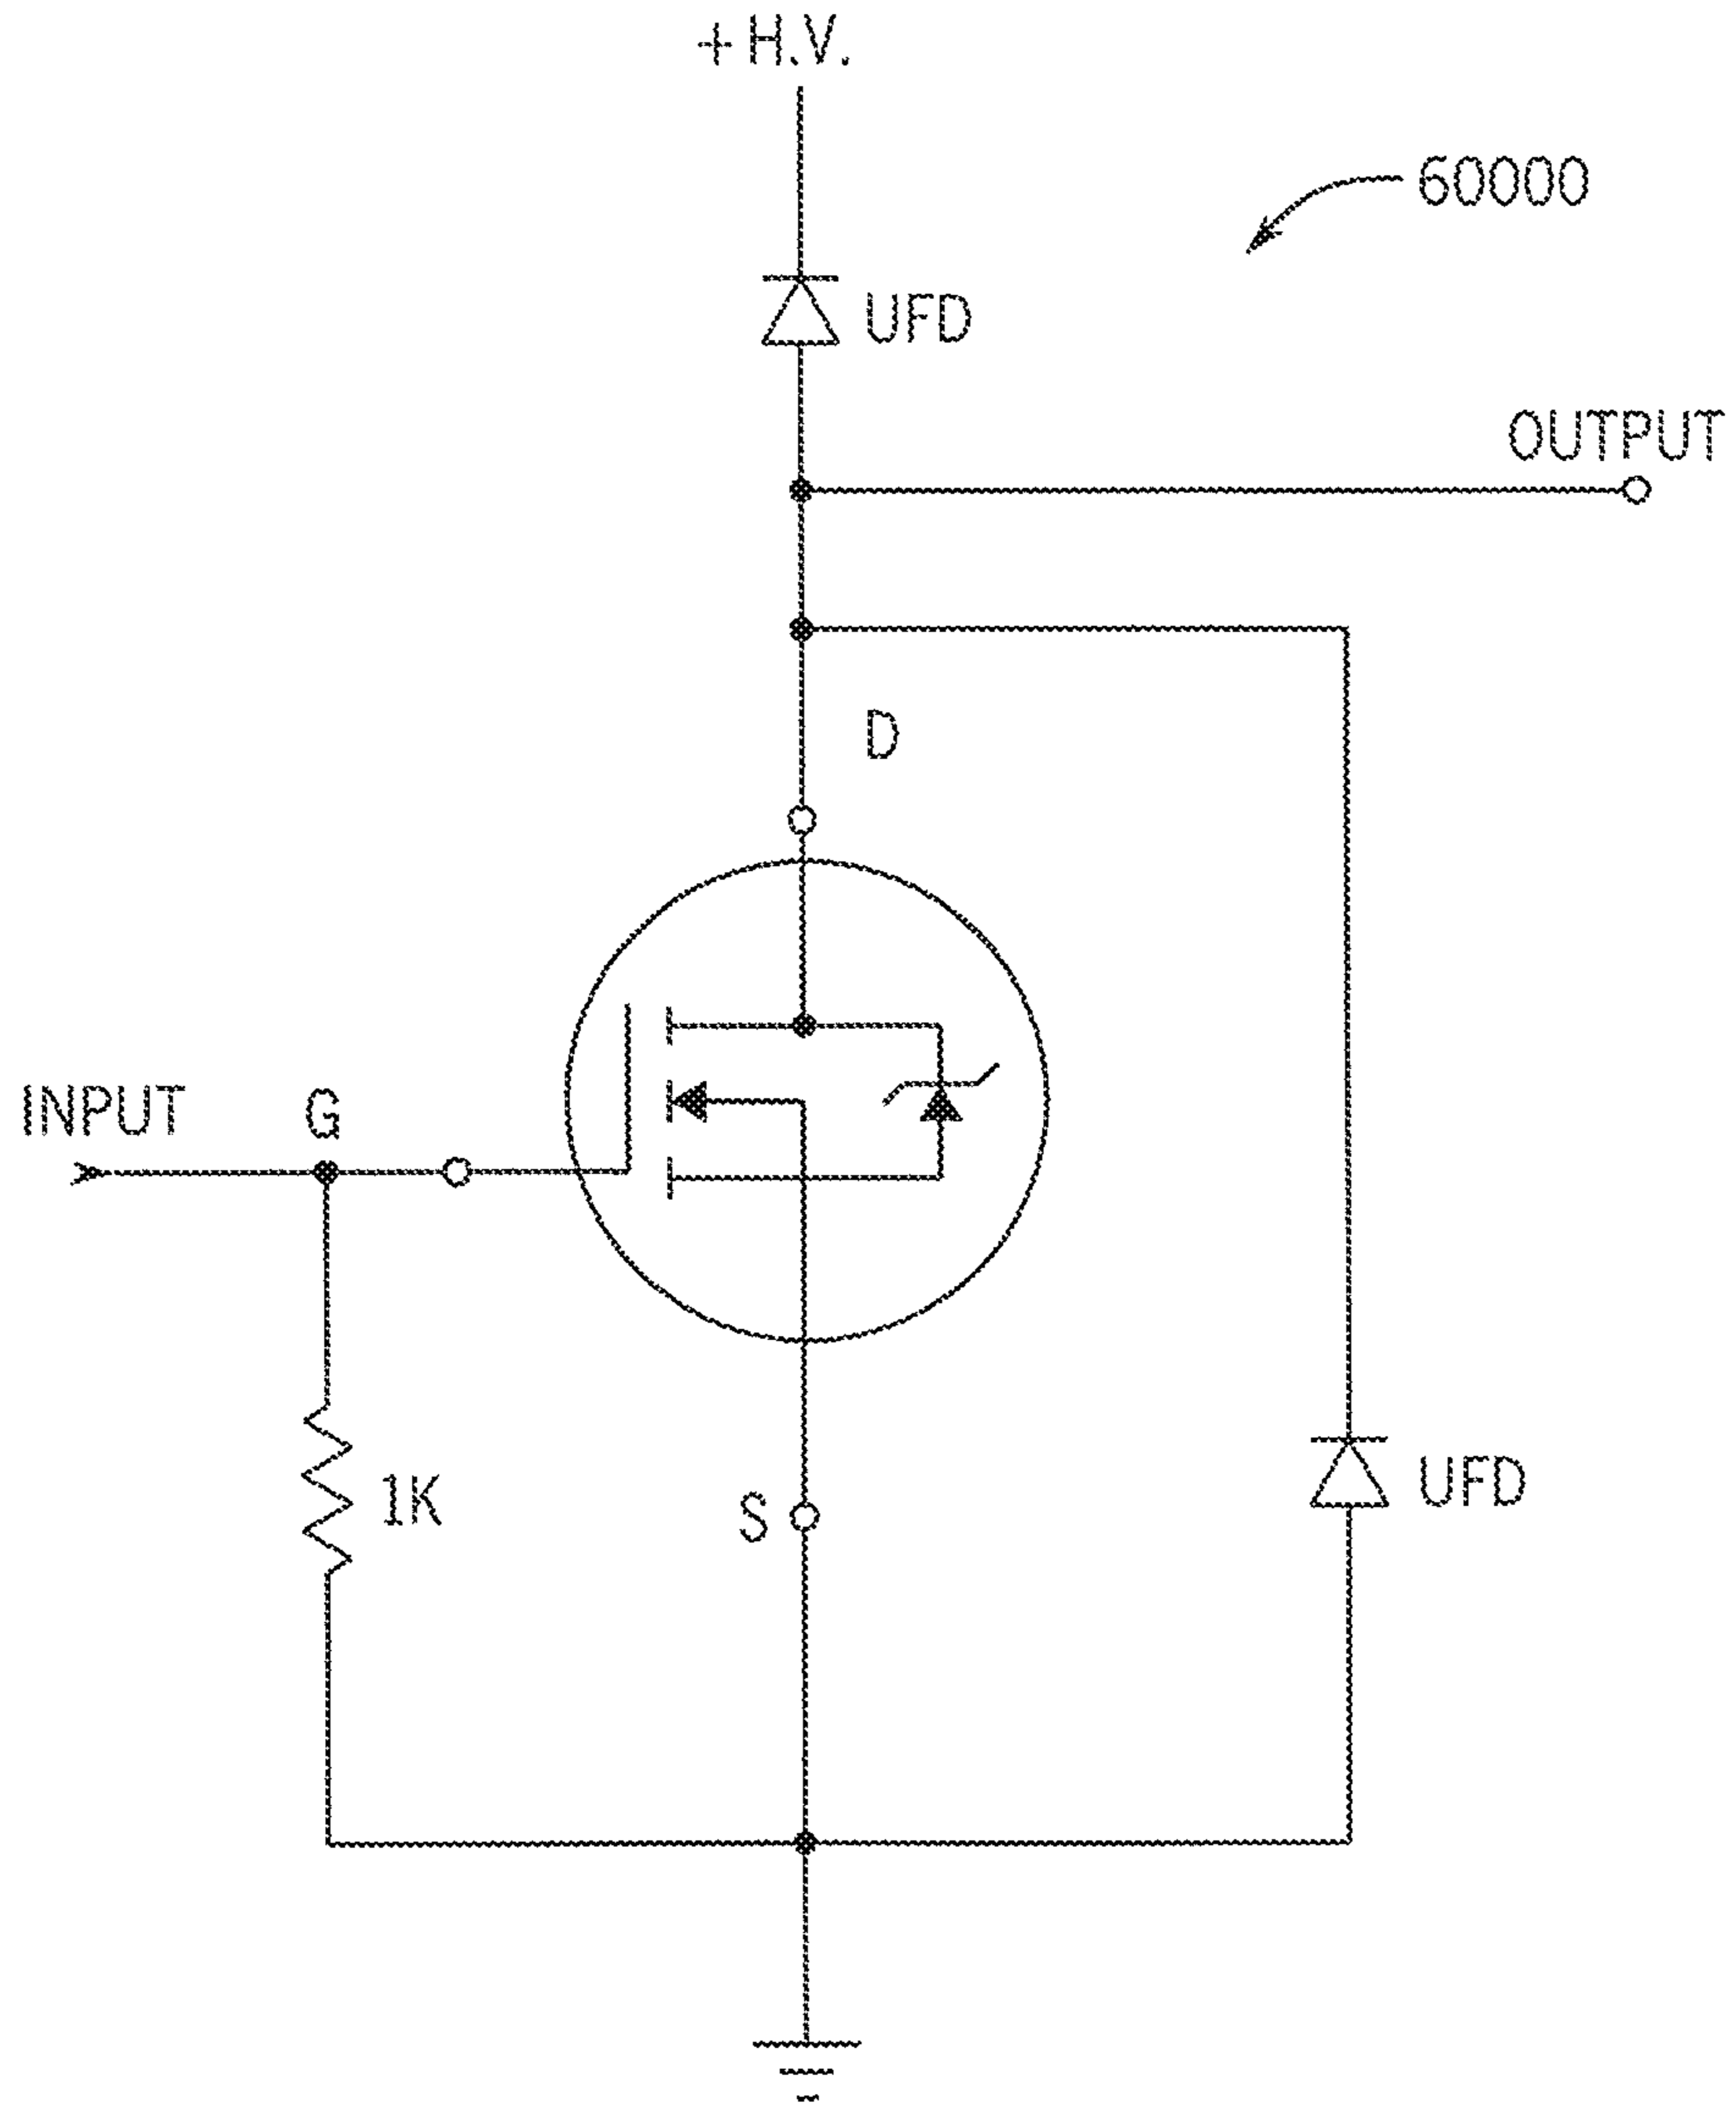 +H.V.
60000
UFD
OUTPUT
D
INPUT
G
1K
S
UFD